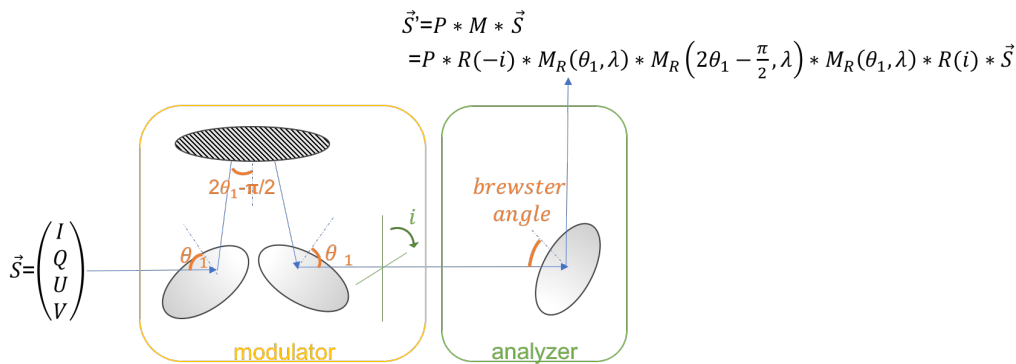 S⃗'=P∗M∗S⃗
=P∗R(−i)∗M_R(θ_1,λ)∗M_R(2θ_1−π/2,λ)∗M_R(θ_1,λ)∗R(i)∗S⃗
2θ_1-π/2
brewster
angle
i
θ_1
θ_1
S⃗=(I
Q
U
V)
modulator
analyzer